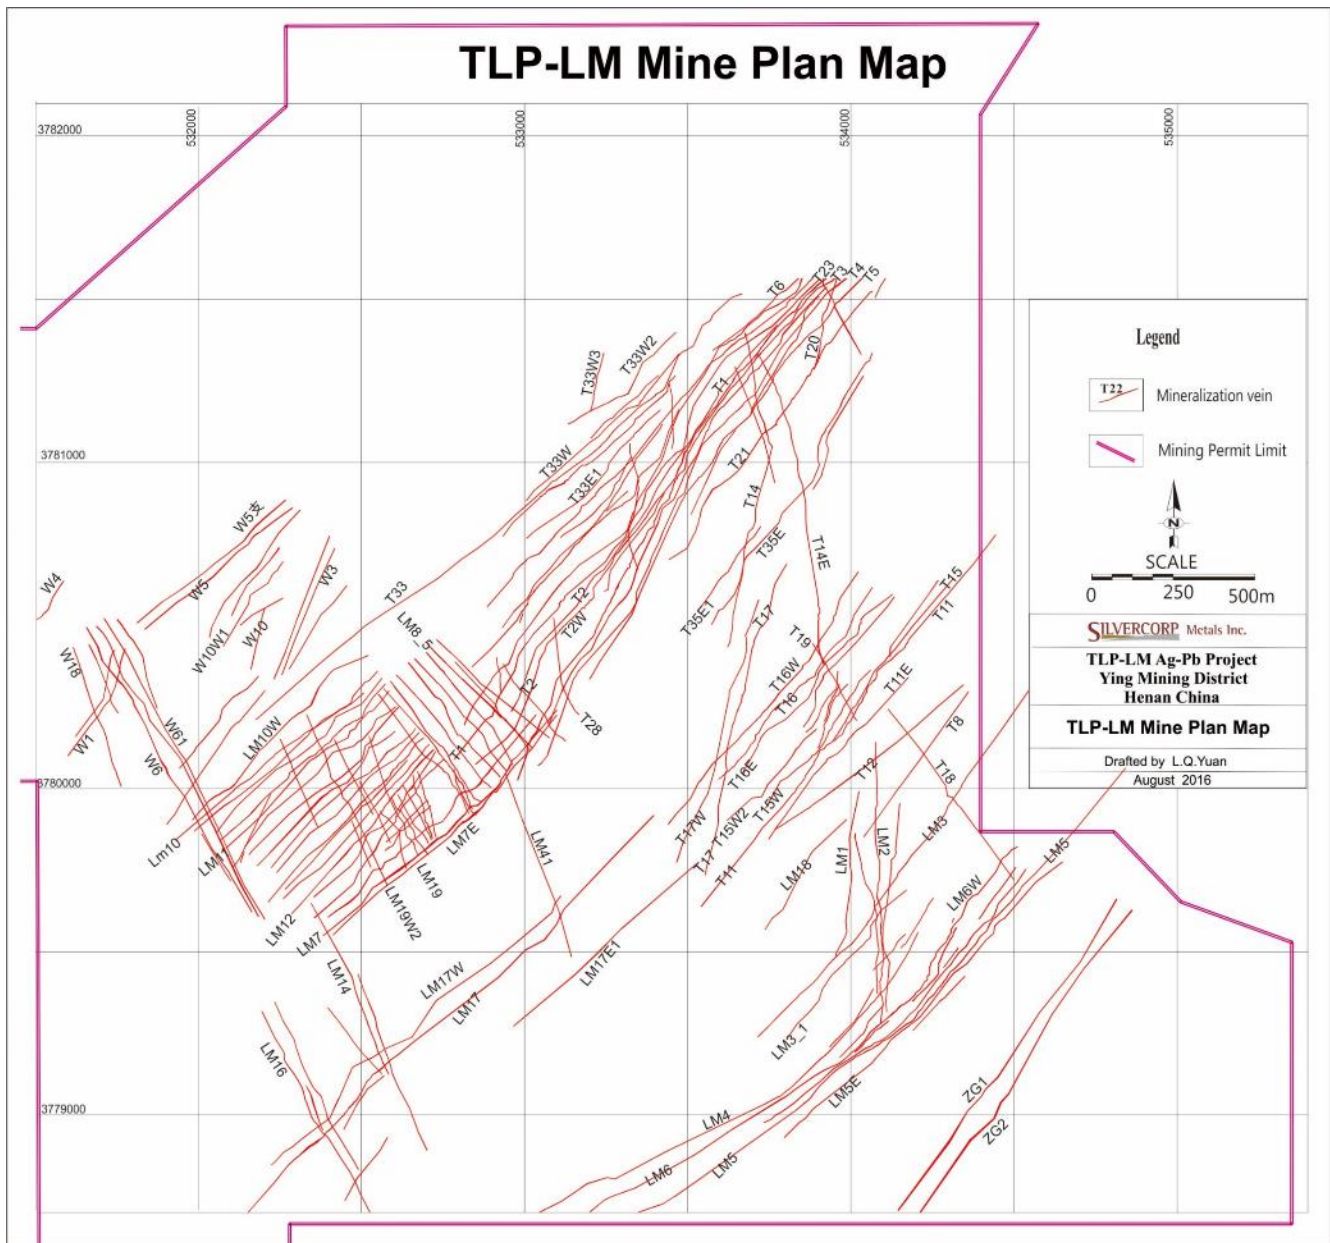 TLP-LM Mine Plan Map
532000
533000
534000
535000
3782000
3781000
3780000
3779000
T23
T3
T4
T5
T6
T20
T33W2
T33W3
T1
T33W
T21
T33E1
T14
T35E
T14E
W5支
W5
W3
W4
W10
W10W1
T33
LM8_5
T2
T2W
T35E1
T17
T19
T15
T11
T16W
T16
T11E
W18
W61
W1
W6
LM10W
T2
T28
T1
T16E
T8
T12
T18
T15W
T15W2
T17W
T17
T11
Lm10
LM11
LM7E
LM41
LM19
LM19W2
LM12
LM7
LM14
LM18
LM1
LM2
LM3
LM5
LM6W
LM17W
LM17
LM17E1
LM3_1
LM16
LM5E
LM4
LM6
LM5
ZG1
ZG2
Legend
T22
Mineralization vein
Mining Permit Limit
N
SCALE
0 250 500m
SILVERCORP Metals Inc.
TLP-LM Ag-Pb Project
Ying Mining District
Henan China
TLP-LM Mine Plan Map
Drafted by L.Q.Yuan
August 2016